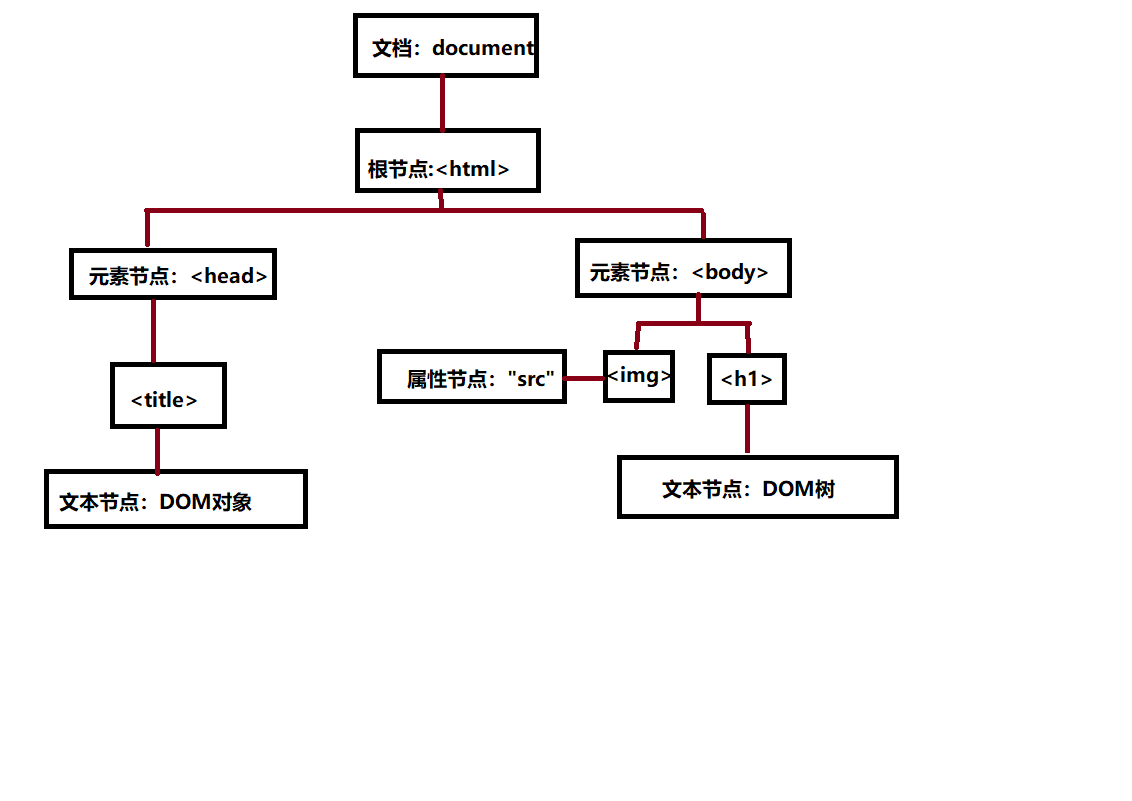 文档：document
根节点:<html>
元素节点：<head>
元素节点：<body>
属性节点："src"
<img>
<h1>
<title>
文本节点：DOM对象
文本节点：DOM树